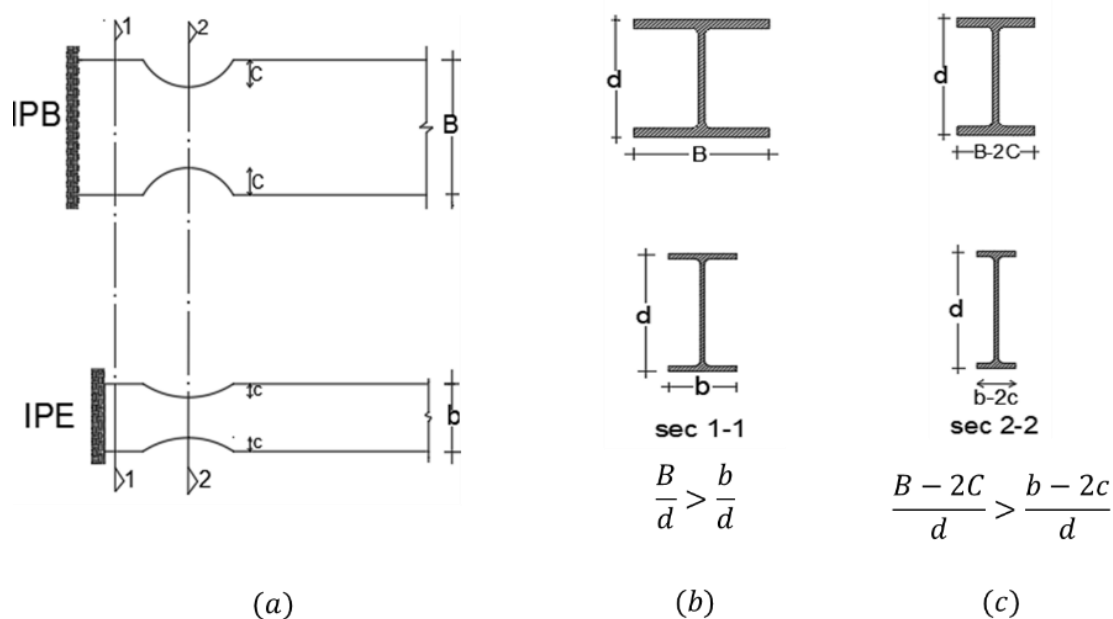 1
2
C
IPB
B
C
c
IPE
b
c
1
2
d
B
d
b
sec 1-1
B/d > b/d
d
B-2C
d
b-2c
sec 2-2
B − 2C/d > b − 2c/d
(a)
(b)
(c)